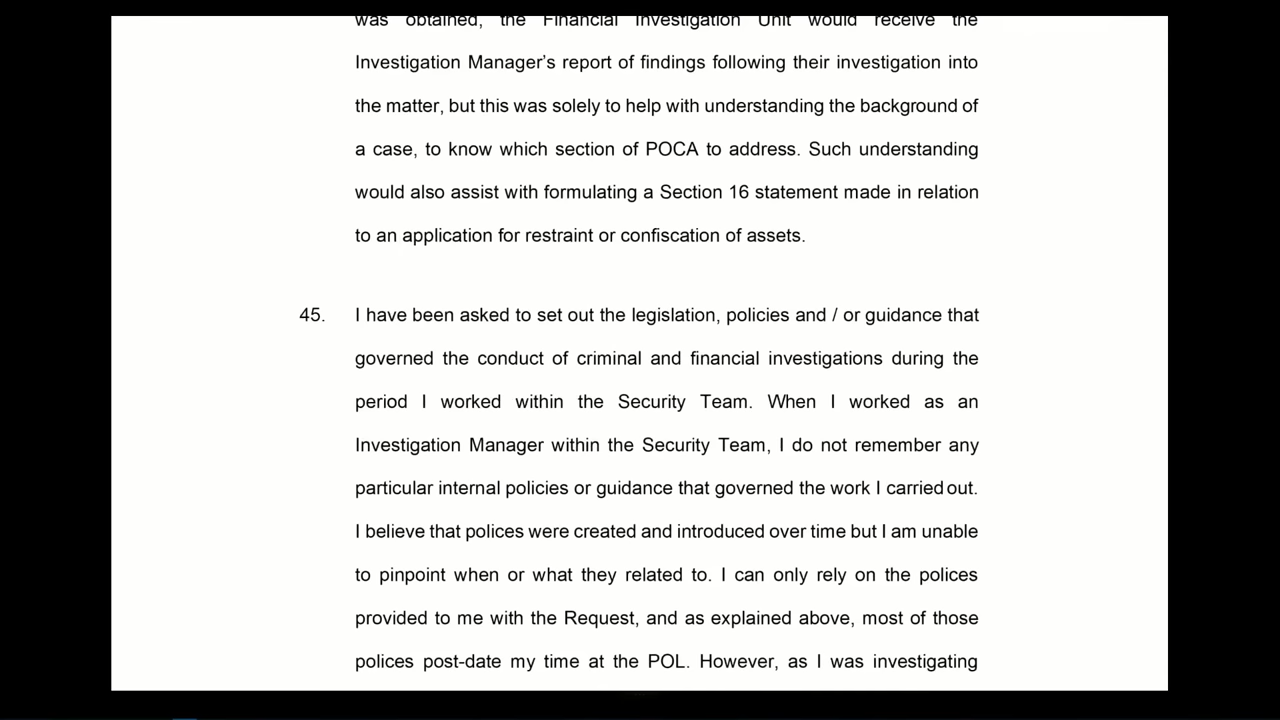 was obtained, the Financial Investigation Unit would receive the
Investigation Manager's report of findings following their investigation into
the matter, but this was solely to help with understanding the background of
a case, to know which section of POCA to address. Such understanding
would also assist with formulating a Section 16 statement made in relation
to an application for restraint or confiscation of assets.
45. I have been asked to set out the legislation, policies and / or guidance that
governed the conduct of criminal and financial investigations during the
period I worked within the Security Team. When I worked as an
Investigation Manager within the Security Team, I do not remember any
particular internal policies or guidance that governed the work I carried out.
I believe that polices were created and introduced over time but I am unable
to pinpoint when or what they related to. I can only rely on the polices
provided to me with the Request, and as explained above, most of those
polices post-date my time at the POL. However, as I was investigating